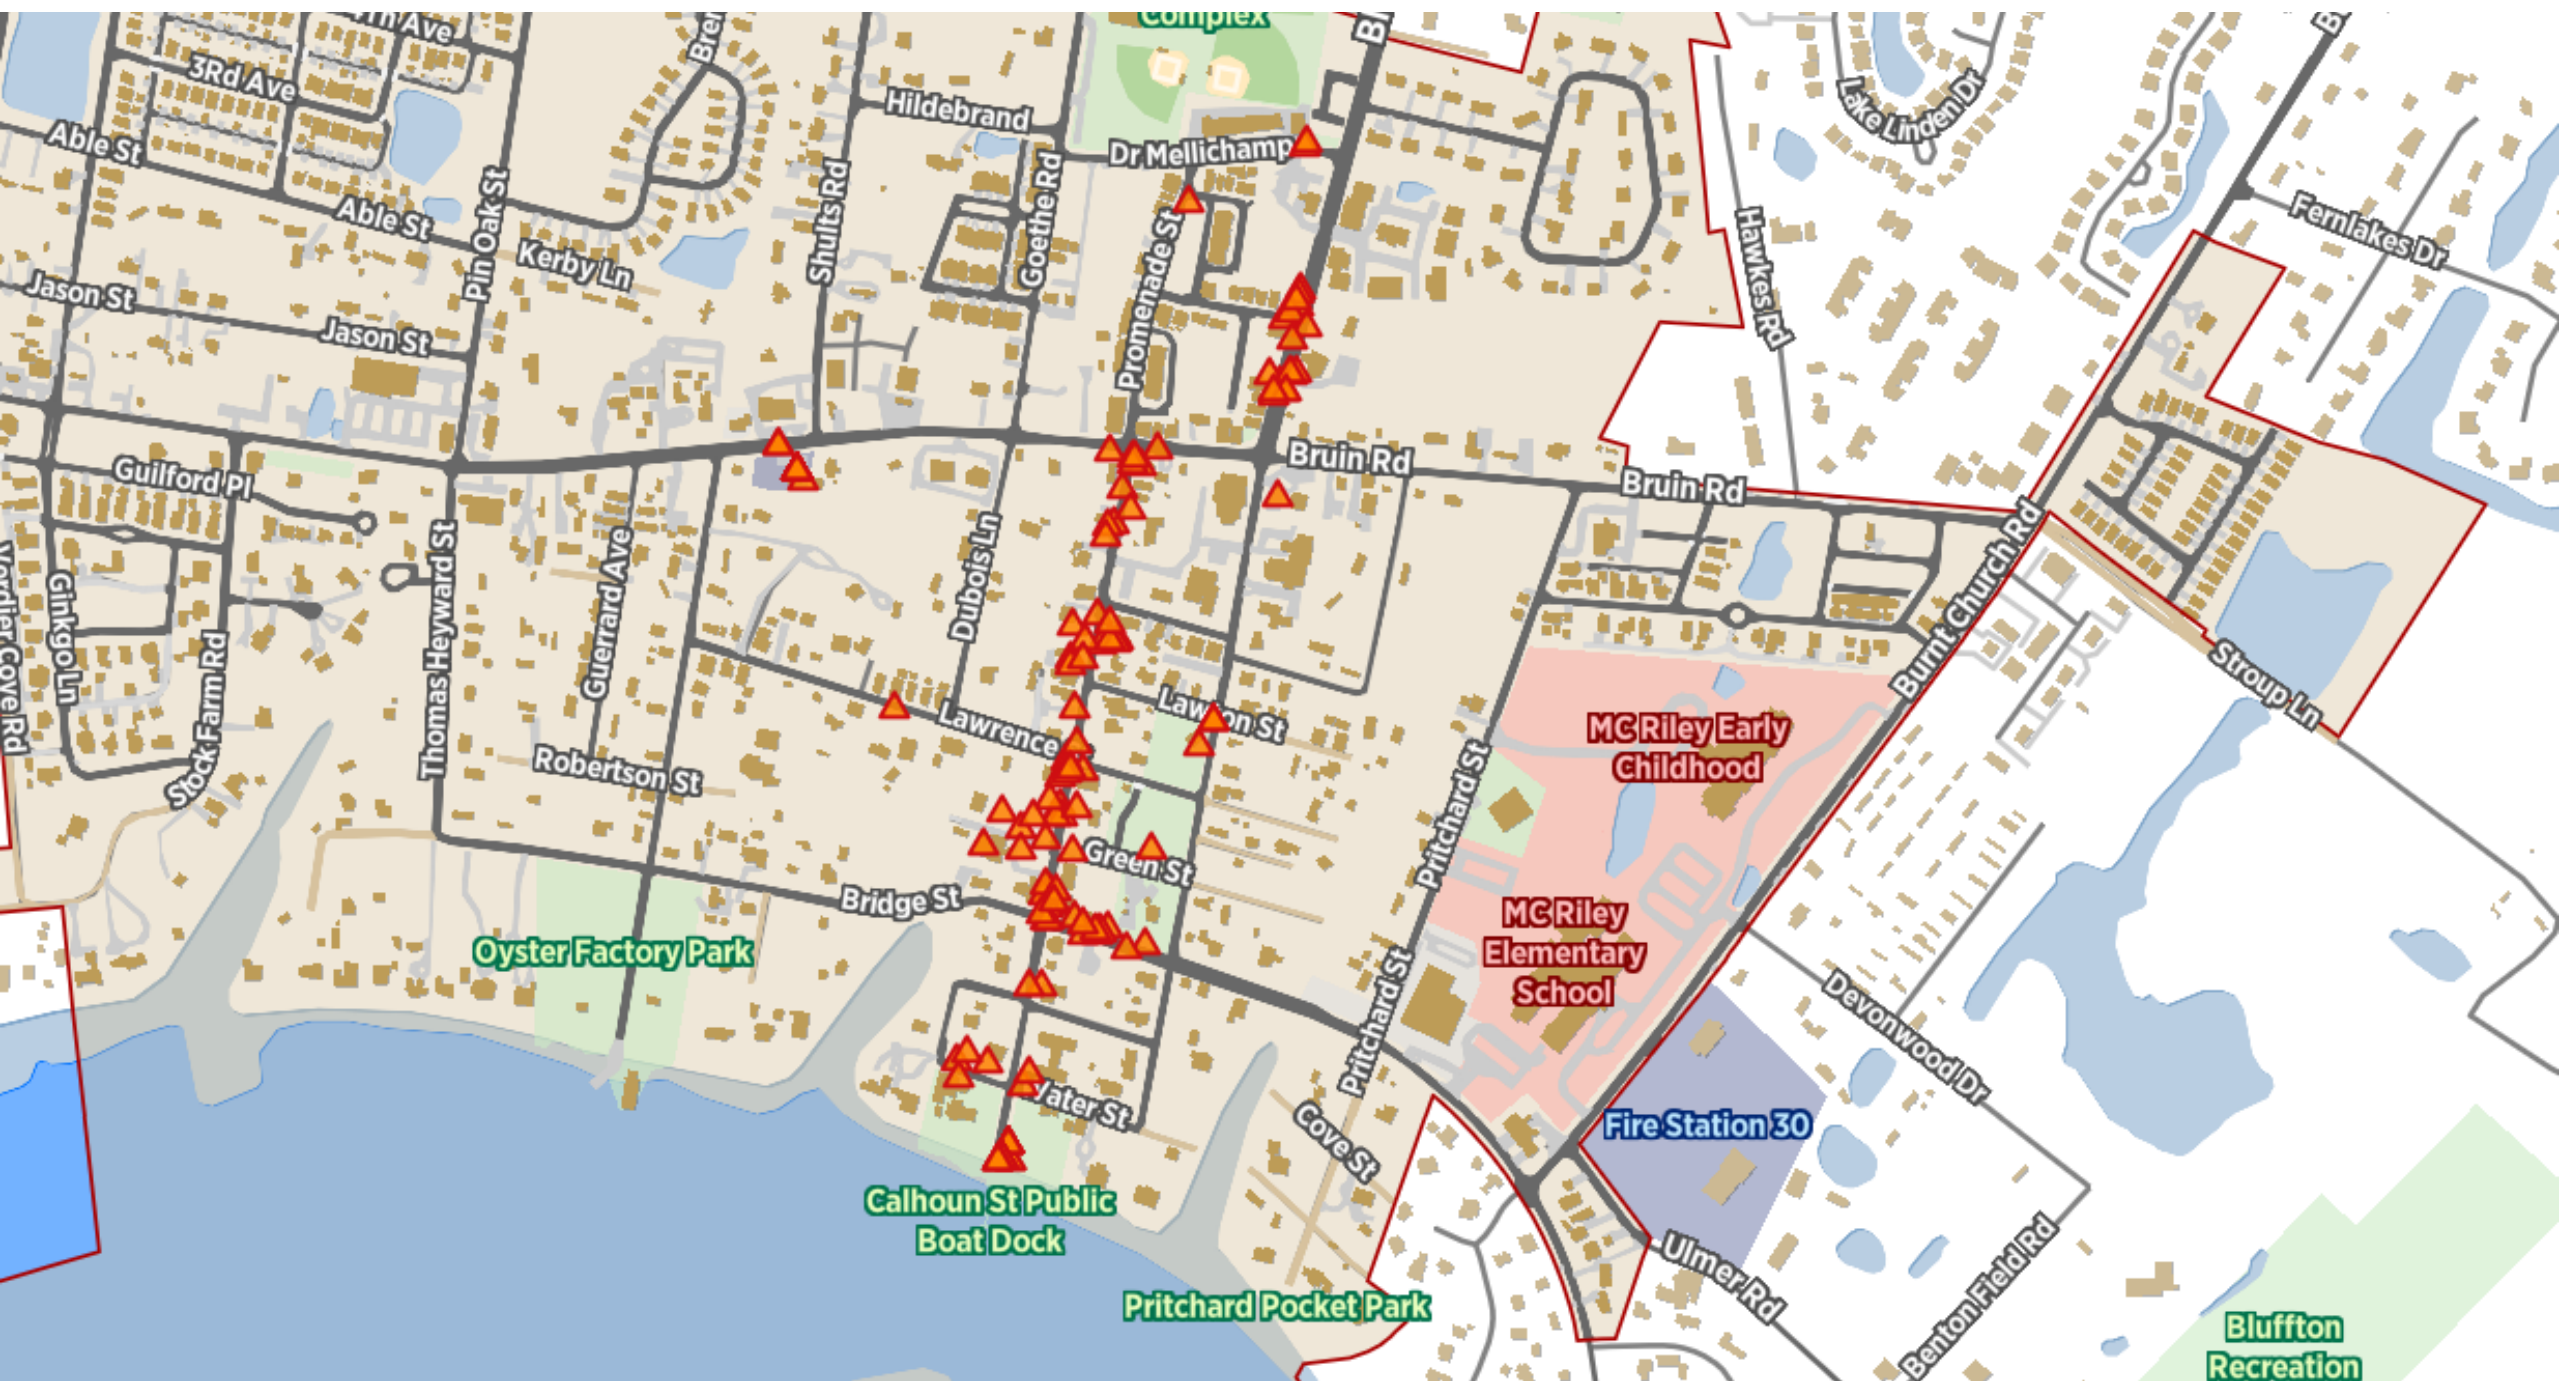 Complex
3Rd Ave
Able St
Hildebrand
Dr Mellichamp
Lake Linden Dr
Able St
Pin Oak St
Kerby Ln
Shults Rd
Goethe Rd
Promenade St
Hawkes Rd
Fernlakes Dr
Jason St
Jason St
Guilford Pl
Bruin Rd
Bruin Rd
Ginkgo Ln
Stock Farm Rd
Thomas Heyward St
Guerrard Ave
Dubois Ln
Burnt Church Rd
Stroup Ln
Lawrence
Robertson St
Pritchard St
MC Riley Early
Childhood
Bridge St
Green St
MC Riley
Elementary
School
Oyster Factory Park
Pritchard St
Devonwood Dr
Cove St
Fire Station 30
Calhoun St Public
Boat Dock
Ulmer Rd
Benton Field Rd
Pritchard Pocket Park
Bluffton
Recreation